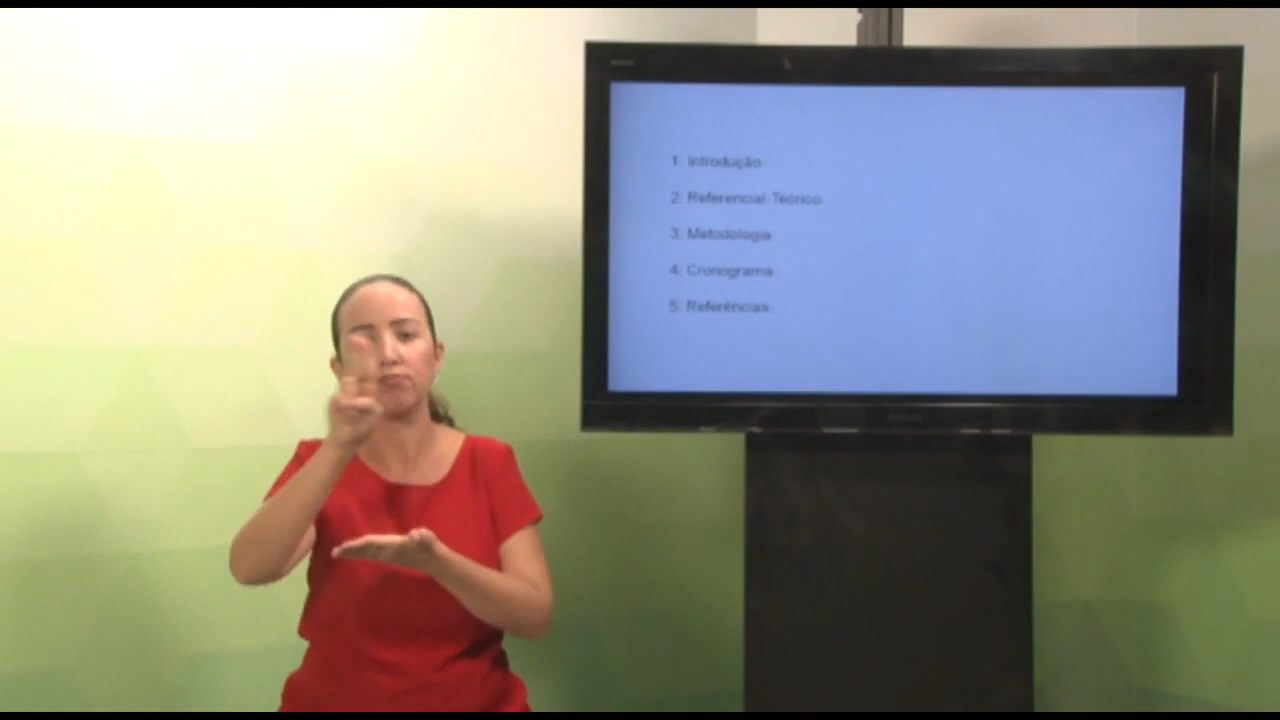 1. Introdução
2. Referencial Teórico
3. Metodologia
4. Cronograma
5. Referências